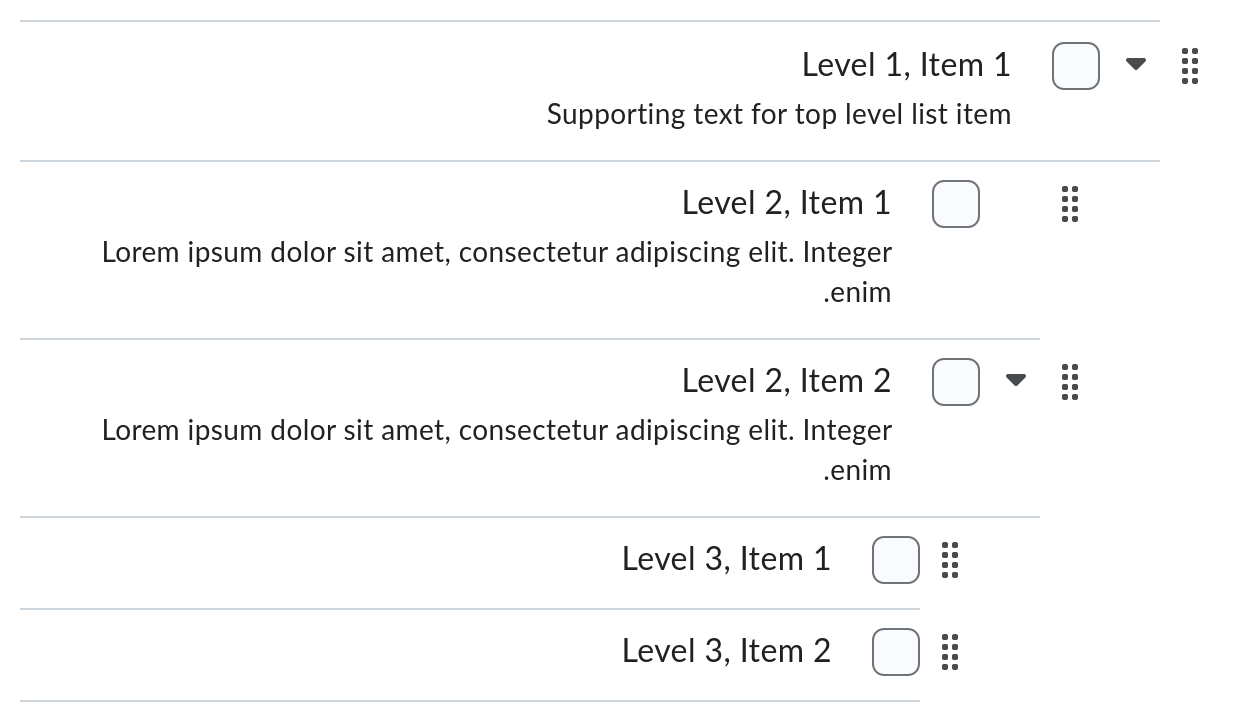 Level 1, Item 1
Supporting text for top level list item
Level 2, Item 1
Lorem ipsum dolor sit amet, consectetur adipiscing elit. Integer
.enim
Level 2, Item 2
Lorem ipsum dolor sit amet, consectetur adipiscing elit. Integer
.enim
Level 3, Item 1
Level 3, Item 2